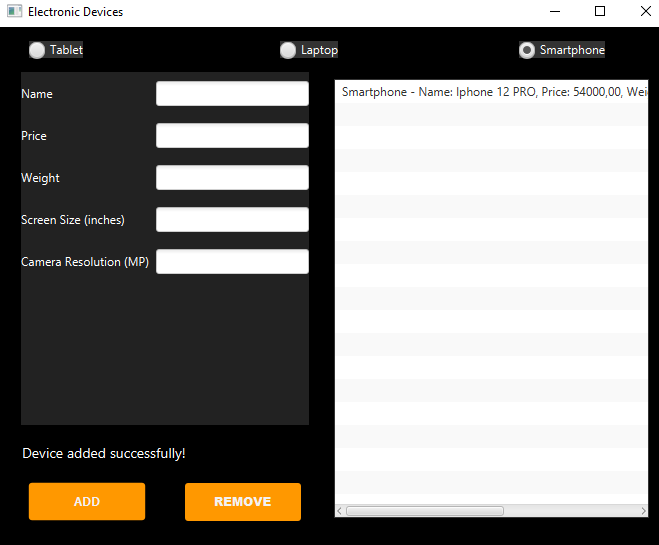 Electronic Devices
Tablet
Laptop
Smartphone
Name
Price
Weight
Screen Size (inches)
Camera Resolution (MP)
Smartphone - Name: Iphone 12 PRO, Price: 54000,00,
Device added successfully!
ADD
REMOVE